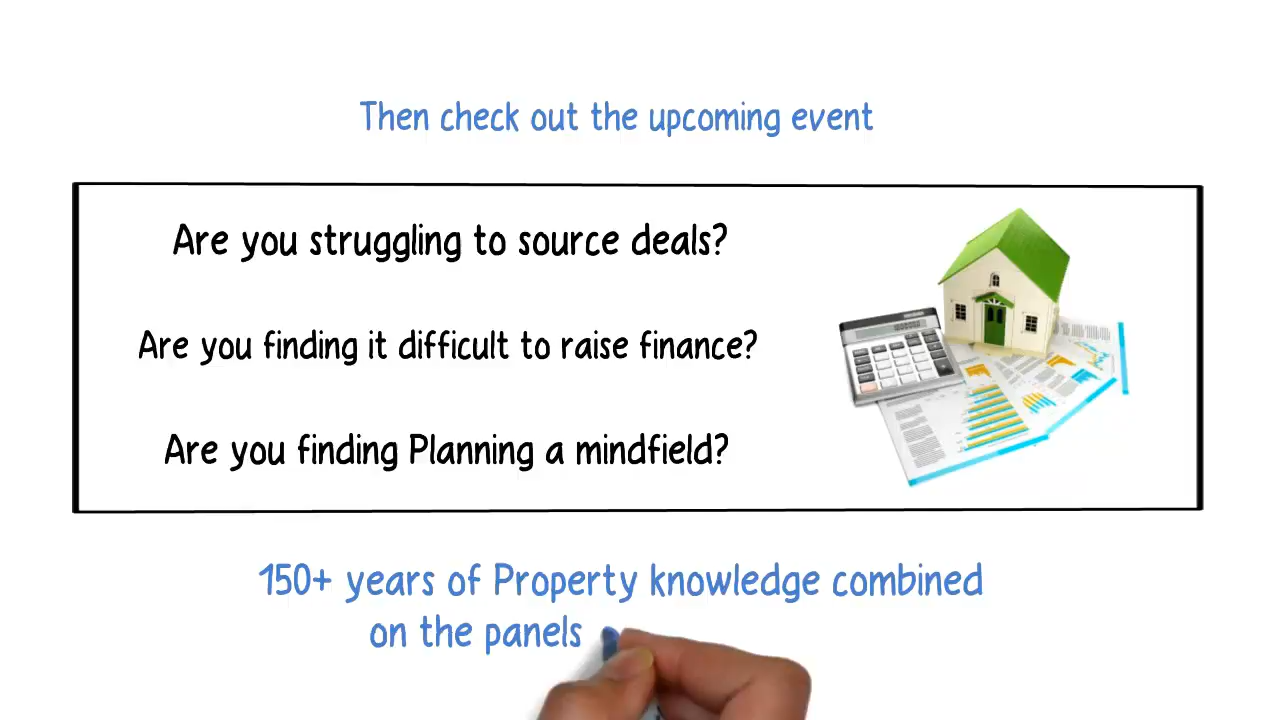 Then check out the upcoming event
Are you struggling to source deals?
Are you finding it difficult to raise finance?
Are you finding Planning a mindfield?
150+ years of Property knowledge combined
on the panels